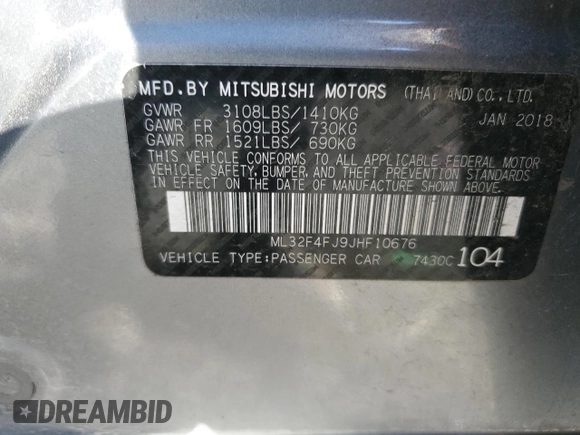 MFD.BY MITSUBISHI MOTORS (THAILAND)CO.,LTD.
GVWR 3108LBS/1410KG JAN 2018
GAWR FR 1609LBS/ 730KG
GAWR RR 1521LBS/ 690KG
THIS VEHICLE CONFORMS TO ALL APPLICABLE FEDERAL MOTOR
VEHICLE SAFETY,BUMPER,AND THEFT PREVENTION STANDARDS
IN EFFECT ON THE DATE OF MANUFACTURE SHOWN ABOVE.
ML32F4FJ9JHF10676
VEHICLE TYPE:PASSENGER CAR 7430C 104
DREAMBID